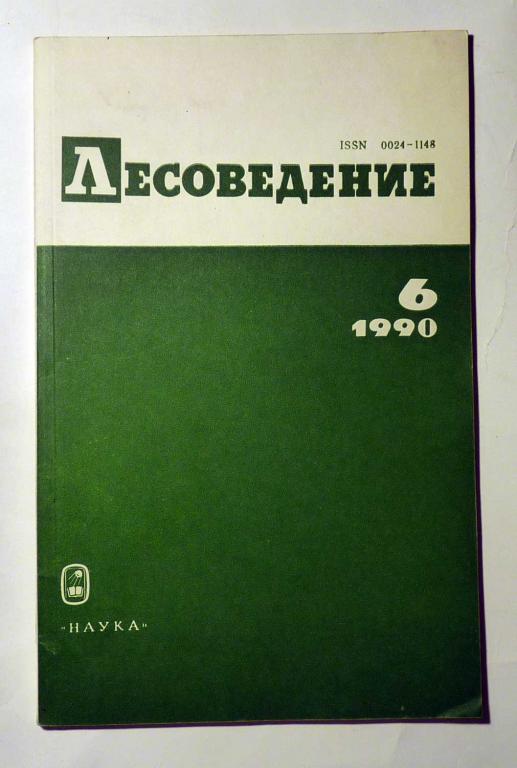 ISSN 0024-1148
ЛЕСОВЕДЕНИЕ
6
1990
"НАУКА"